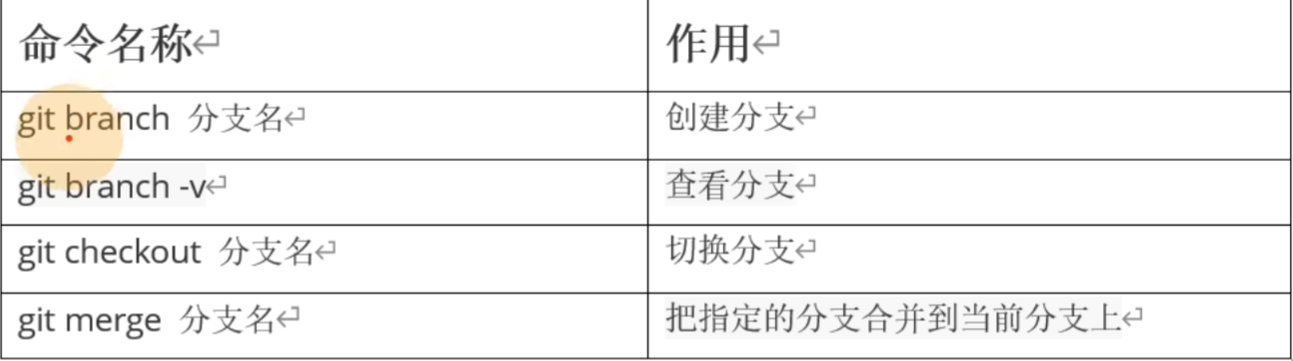 命令名称↵ 作用↵
git branch 分支名↵ 创建分支↵
git branch -v↵ 查看分支↵
git checkout 分支名↵ 切换分支↵
git merge 分支名↵ 把指定的分支合并到当前分支上↵